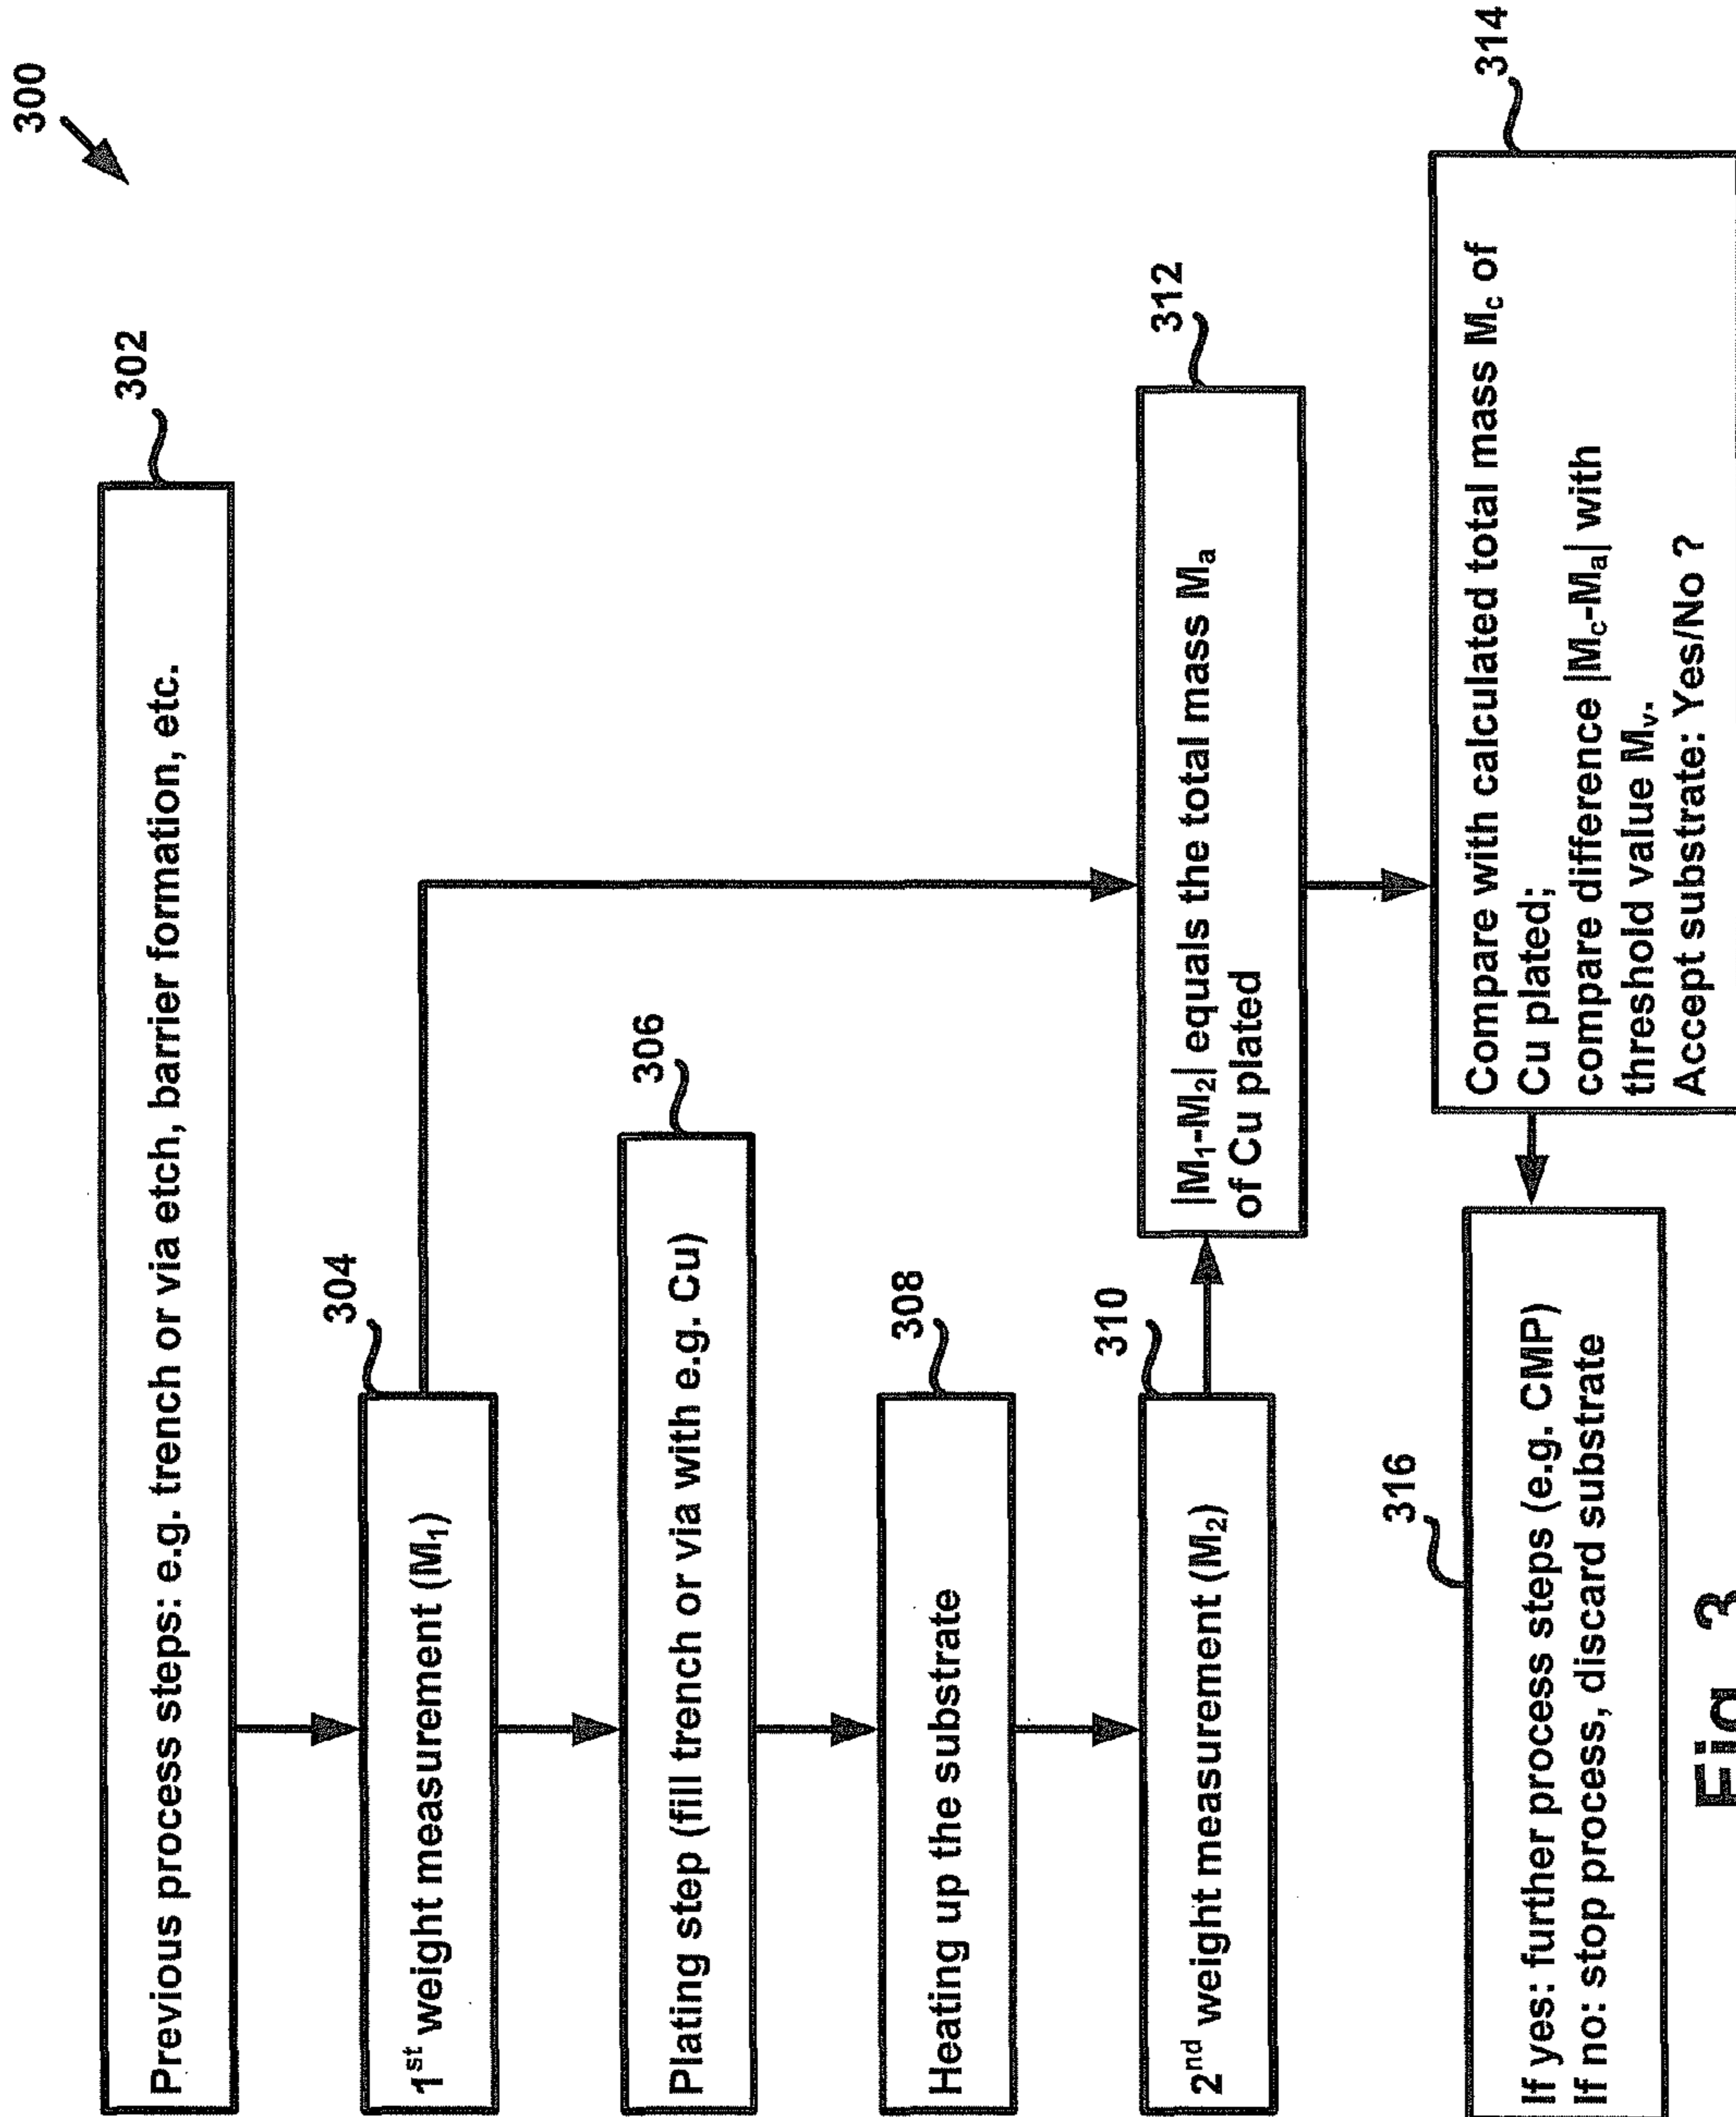 300
302
Previous process steps: e.g. trench or via etch, barrier formation, etc.
304
1st weight measurement (M1)
306
Plating step (fill trench or via with e.g. Cu)
308
Heating up the substrate
310
2nd weight measurement (M2)
312
|M1-M2| equals the total mass Ma
of Cu plated
314
Compare with calculated total mass Mc of
Cu plated;
compare difference |Mc-Ma| with
threshold value Mv.
Accept substrate: Yes/No ?
316
If yes: further process steps (e.g. CMP)
If no: stop process, discard substrate
Fig. 3